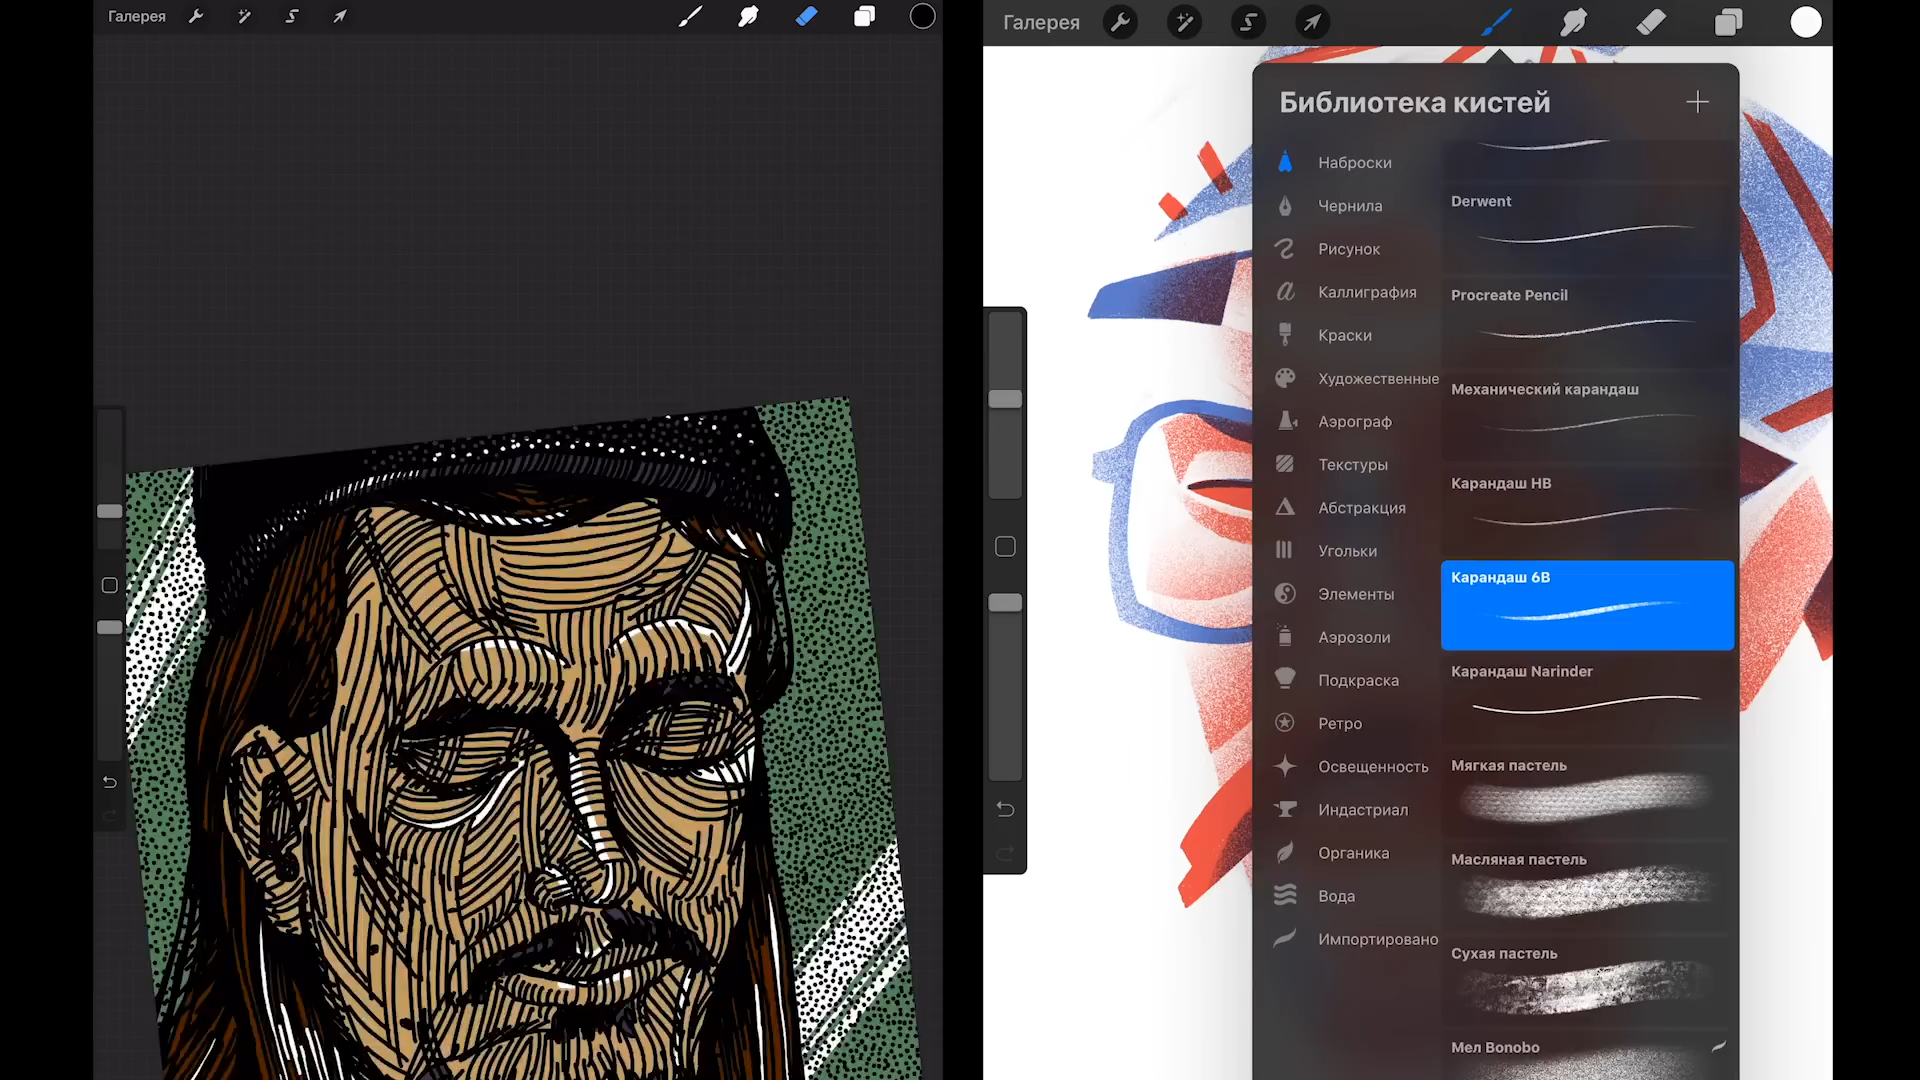 Галерея
Галерея
Библиотека кистей
Наброски
Чернила
Рисунок
Каллиграфия
Краски
Художественные
Аэрограф
Текстуры
Абстракция
Угольки
Элементы
Аэрозоли
Подкраска
Ретро
Освещенность
Индастриал
Органика
Вода
Импортировано
Derwent
Procreate Pencil
Механический карандаш
Карандаш HB
Карандаш 6B
Карандаш Narinder
Мягкая пастель
Масляная пастель
Сухая пастель
Мел Bonobo